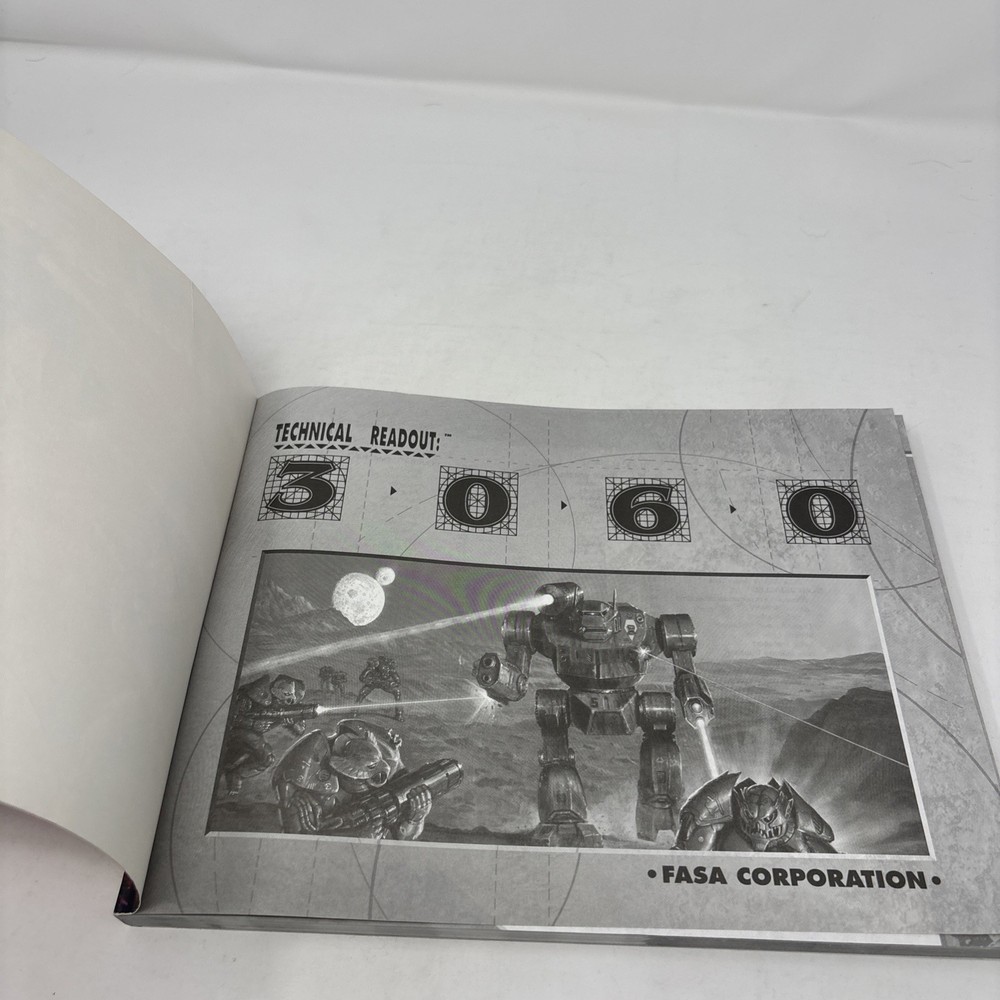 TECHNICAL READOUT:™
3 0 6 0
• FASA CORPORATION •